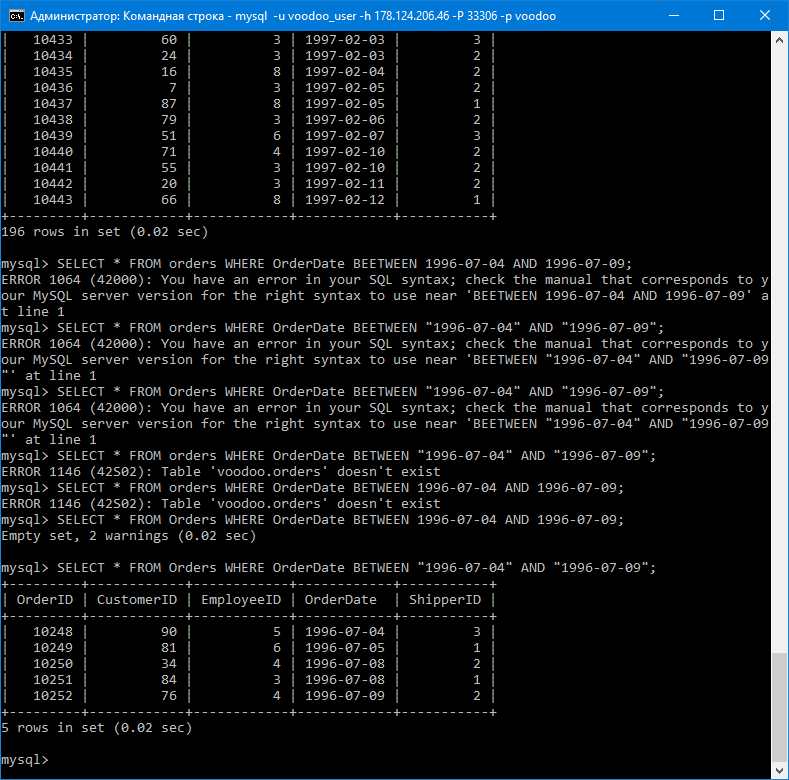 Администратор: Командная строка - mysql  -u voodoo_user -h 178.124.206.46 -P 33306 -p voodoo
|   10433 |         60 |          3 | 1997-02-03 |         3 |
|   10434 |         24 |          3 | 1997-02-03 |         2 |
|   10435 |         16 |          8 | 1997-02-04 |         2 |
|   10436 |          7 |          3 | 1997-02-05 |         2 |
|   10437 |         87 |          8 | 1997-02-05 |         1 |
|   10438 |         79 |          3 | 1997-02-06 |         2 |
|   10439 |         51 |          6 | 1997-02-07 |         3 |
|   10440 |         71 |          4 | 1997-02-10 |         2 |
|   10441 |         55 |          3 | 1997-02-10 |         2 |
|   10442 |         20 |          3 | 1997-02-11 |         2 |
|   10443 |         66 |          8 | 1997-02-12 |         1 |
+---------+------------+------------+------------+-----------+
196 rows in set (0.02 sec)
mysql> SELECT * FROM orders WHERE OrderDate BEETWEEN 1996-07-04 AND 1996-07-09;
ERROR 1064 (42000): You have an error in your SQL syntax; check the manual that corresponds to y
our MySQL server version for the right syntax to use near 'BEETWEEN 1996-07-04 AND 1996-07-09' a
t line 1
mysql> SELECT * FROM orders WHERE OrderDate BEETWEEN "1996-07-04" AND "1996-07-09";
ERROR 1064 (42000): You have an error in your SQL syntax; check the manual that corresponds to y
our MySQL server version for the right syntax to use near 'BEETWEEN "1996-07-04" AND "1996-07-09
"' at line 1
mysql> SELECT * FROM Orders WHERE OrderDate BEETWEEN "1996-07-04" AND "1996-07-09";
ERROR 1064 (42000): You have an error in your SQL syntax; check the manual that corresponds to y
our MySQL server version for the right syntax to use near 'BEETWEEN "1996-07-04" AND "1996-07-09
"' at line 1
mysql> SELECT * FROM orders WHERE OrderDate BETWEEN "1996-07-04" AND "1996-07-09";
ERROR 1146 (42S02): Table 'voodoo.orders' doesn't exist
mysql> SELECT * FROM orders WHERE OrderDate BETWEEN 1996-07-04 AND 1996-07-09;
ERROR 1146 (42S02): Table 'voodoo.orders' doesn't exist
mysql> SELECT * FROM Orders WHERE OrderDate BETWEEN 1996-07-04 AND 1996-07-09;
Empty set, 2 warnings (0.02 sec)
mysql> SELECT * FROM Orders WHERE OrderDate BETWEEN "1996-07-04" AND "1996-07-09";
+---------+------------+------------+------------+-----------+
| OrderID | CustomerID | EmployeeID | OrderDate  | ShipperID |
+---------+------------+------------+------------+-----------+
|   10248 |         90 |          5 | 1996-07-04 |         3 |
|   10249 |         81 |          6 | 1996-07-05 |         1 |
|   10250 |         34 |          4 | 1996-07-08 |         2 |
|   10251 |         84 |          3 | 1996-07-08 |         1 |
|   10252 |         76 |          4 | 1996-07-09 |         2 |
+---------+------------+------------+------------+-----------+
5 rows in set (0.02 sec)
mysql>